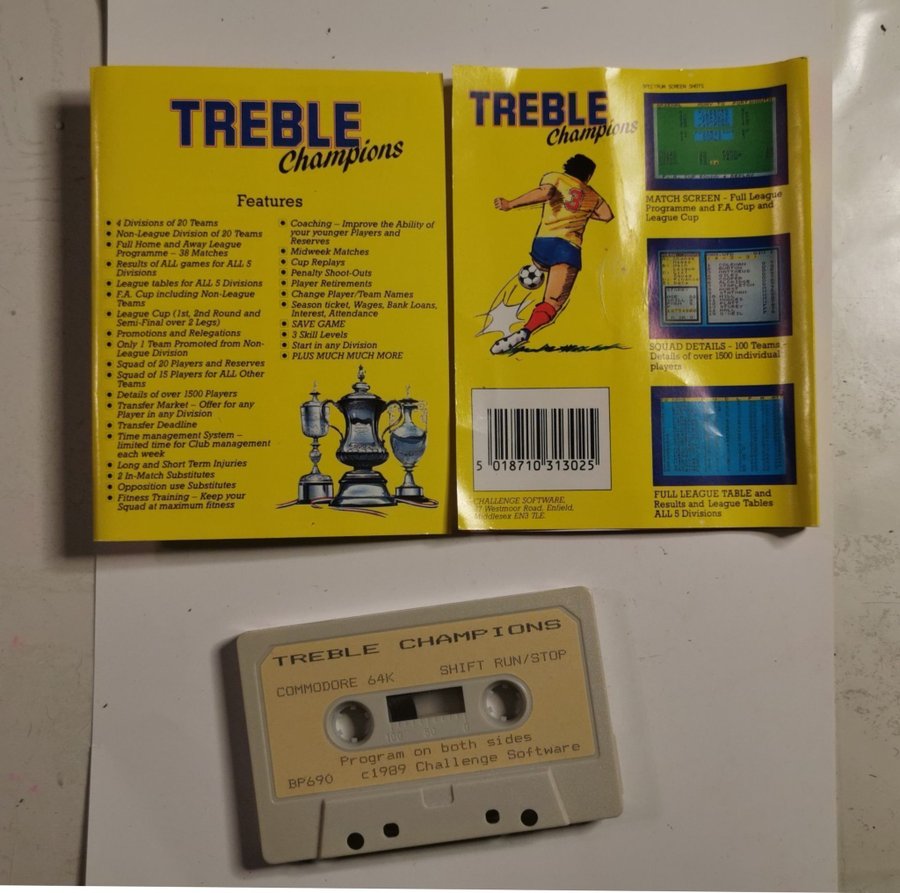 TREBLE
Champions
Features
• 4 Divisions of 20 Teams
• Non-League Division of 20 Teams
• Full Home and Away League
Programme – 38 Matches
• Results of ALL games for ALL 5
Divisions
• League tables for ALL 5 Divisions
• F.A. Cup including Non-League
Teams
• League Cup (1st, 2nd Round and
Semi-Final over 2 Legs)
• Promotions and Relegations
• Only 1 Team Promoted from Non-
League Division
• Squad of 20 Players and Reserves
• Squad of 15 Players for ALL Other
Teams
• Details of over 1500 Players
• Transfer Market – Offer for any
Player in any Division
• Transfer Deadline
• Time management System –
limited time for Club management
each week
• Long and Short Term Injuries
• 2 In-Match Substitutes
• Opposition use Substitutes
• Fitness Training – Keep your
Squad at maximum fitness
• Coaching – Improve the Ability of
your younger Players and
Reserves
• Midweek Matches
• Cup Replays
• Penalty Shoot-Outs
• Player Retirements
• Change Player/Team Names
• Season ticket, Wages, Bank Loans,
Interest, Attendance
• SAVE GAME
• 3 Skill Levels
• Start in any Division
• PLUS MUCH MUCH MORE
TREBLE
Champions
3
5 018710 313025
CHALLENGE SOFTWARE,
Westmoor Road, Enfield,
Middlesex EN3 7LE.
SPECTRUM SCREEN SHOTS
MATCH SCREEN - Full League
Programme and F.A. Cup and
League Cup
SQUAD DETAILS - 100 Teams -
Details of over 1500 individual
players
FULL LEAGUE TABLE and
Results and League Tables
ALL 5 Divisions
TREBLE CHAMPIONS
COMMODORE 64K SHIFT RUN/STOP
100 50 0
Program on both sides
BP690 c1989 Challenge Software